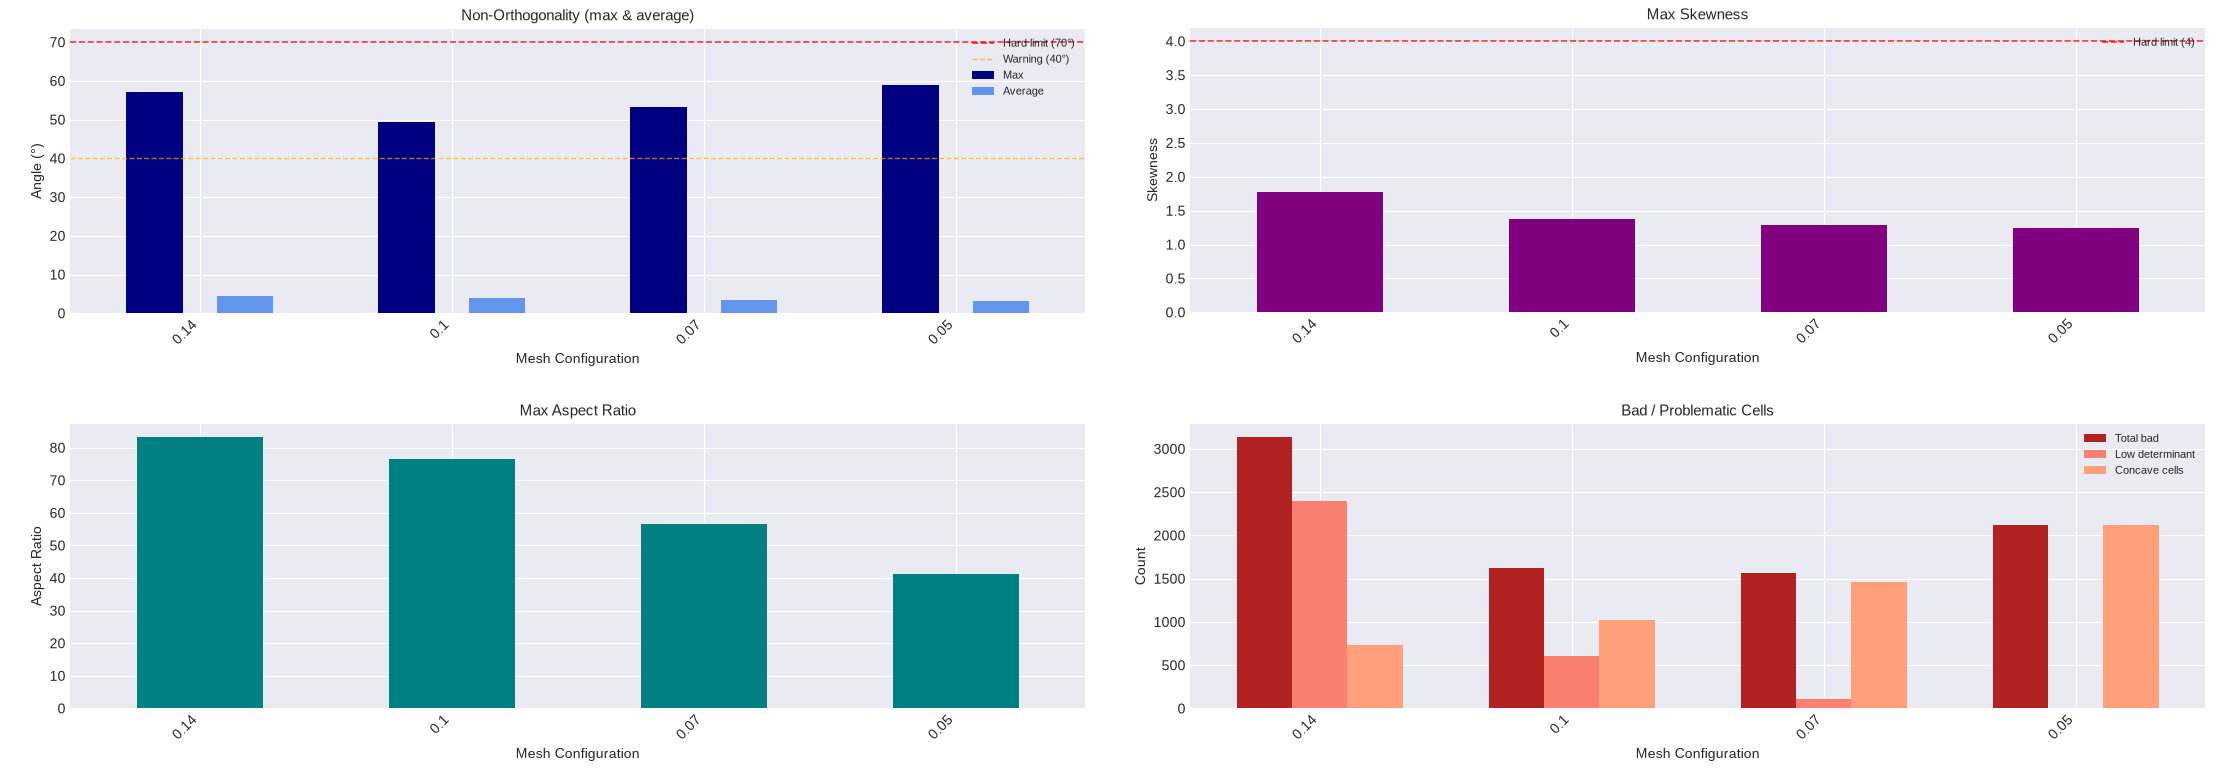 Non-Orthogonality (max & average)
70
60
50
40
30
20
10
0
Angle (°)
Hard limit (70°)
Warning (40°)
Max
Average
0.14
0.1
0.07
0.05
Mesh Configuration
Max Skewness
4.0
3.5
3.0
2.5
2.0
1.5
1.0
0.5
0.0
Skewness
Hard limit (4)
0.14
0.1
0.07
0.05
Mesh Configuration
Max Aspect Ratio
80
70
60
50
40
30
20
10
0
Aspect Ratio
0.14
0.1
0.07
0.05
Mesh Configuration
Bad / Problematic Cells
3000
2500
2000
1500
1000
500
0
Count
Total bad
Low determinant
Concave cells
0.14
0.1
0.07
0.05
Mesh Configuration